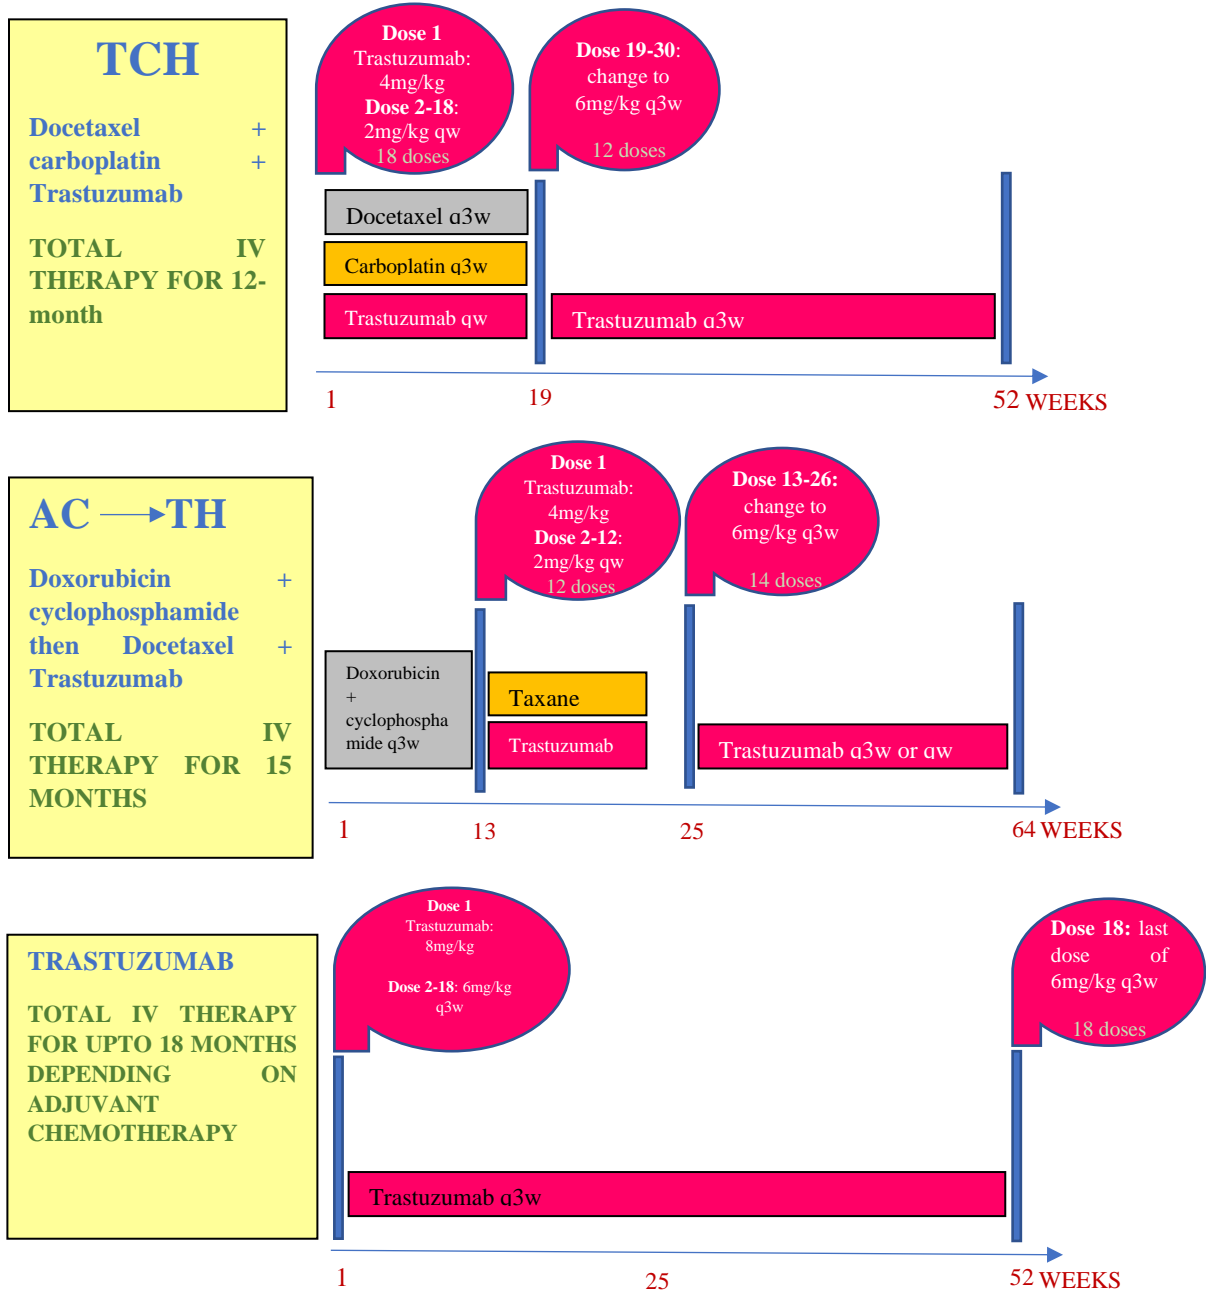 TCH
Docetaxel +
carboplatin +
Trastuzumab
TOTAL IV
THERAPY FOR 12-
month
Dose 1
Trastuzumab:
4mg/kg
Dose 2-18:
2mg/kg qw
18 doses
Dose 19-30:
change to
6mg/kg q3w
12 doses
Docetaxel q3w
Carboplatin q3w
Trastuzumab qw
Trastuzumab q3w
1
19
52 WEEKS
AC TH
Doxorubicin +
cyclophosphamide
then Docetaxel +
Trastuzumab
TOTAL IV
THERAPY FOR 15
MONTHS
Dose 1
Trastuzumab:
4mg/kg
Dose 2-12:
2mg/kg qw
12 doses
Dose 13-26:
change to
6mg/kg q3w
14 doses
Doxorubicin
+
cyclophospha
mide q3w
Taxane
Trastuzumab
Trastuzumab q3w or qw
1
13
25
64 WEEKS
TRASTUZUMAB
TOTAL IV THERAPY
FOR UPTO 18 MONTHS
DEPENDING ON
ADJUVANT
CHEMOTHERAPY
Dose 1
Trastuzumab:
8mg/kg
Dose 2-18: 6mg/kg
q3w
Dose 18: last
dose of
6mg/kg q3w
18 doses
Trastuzumab q3w
1
25
52 WEEKS